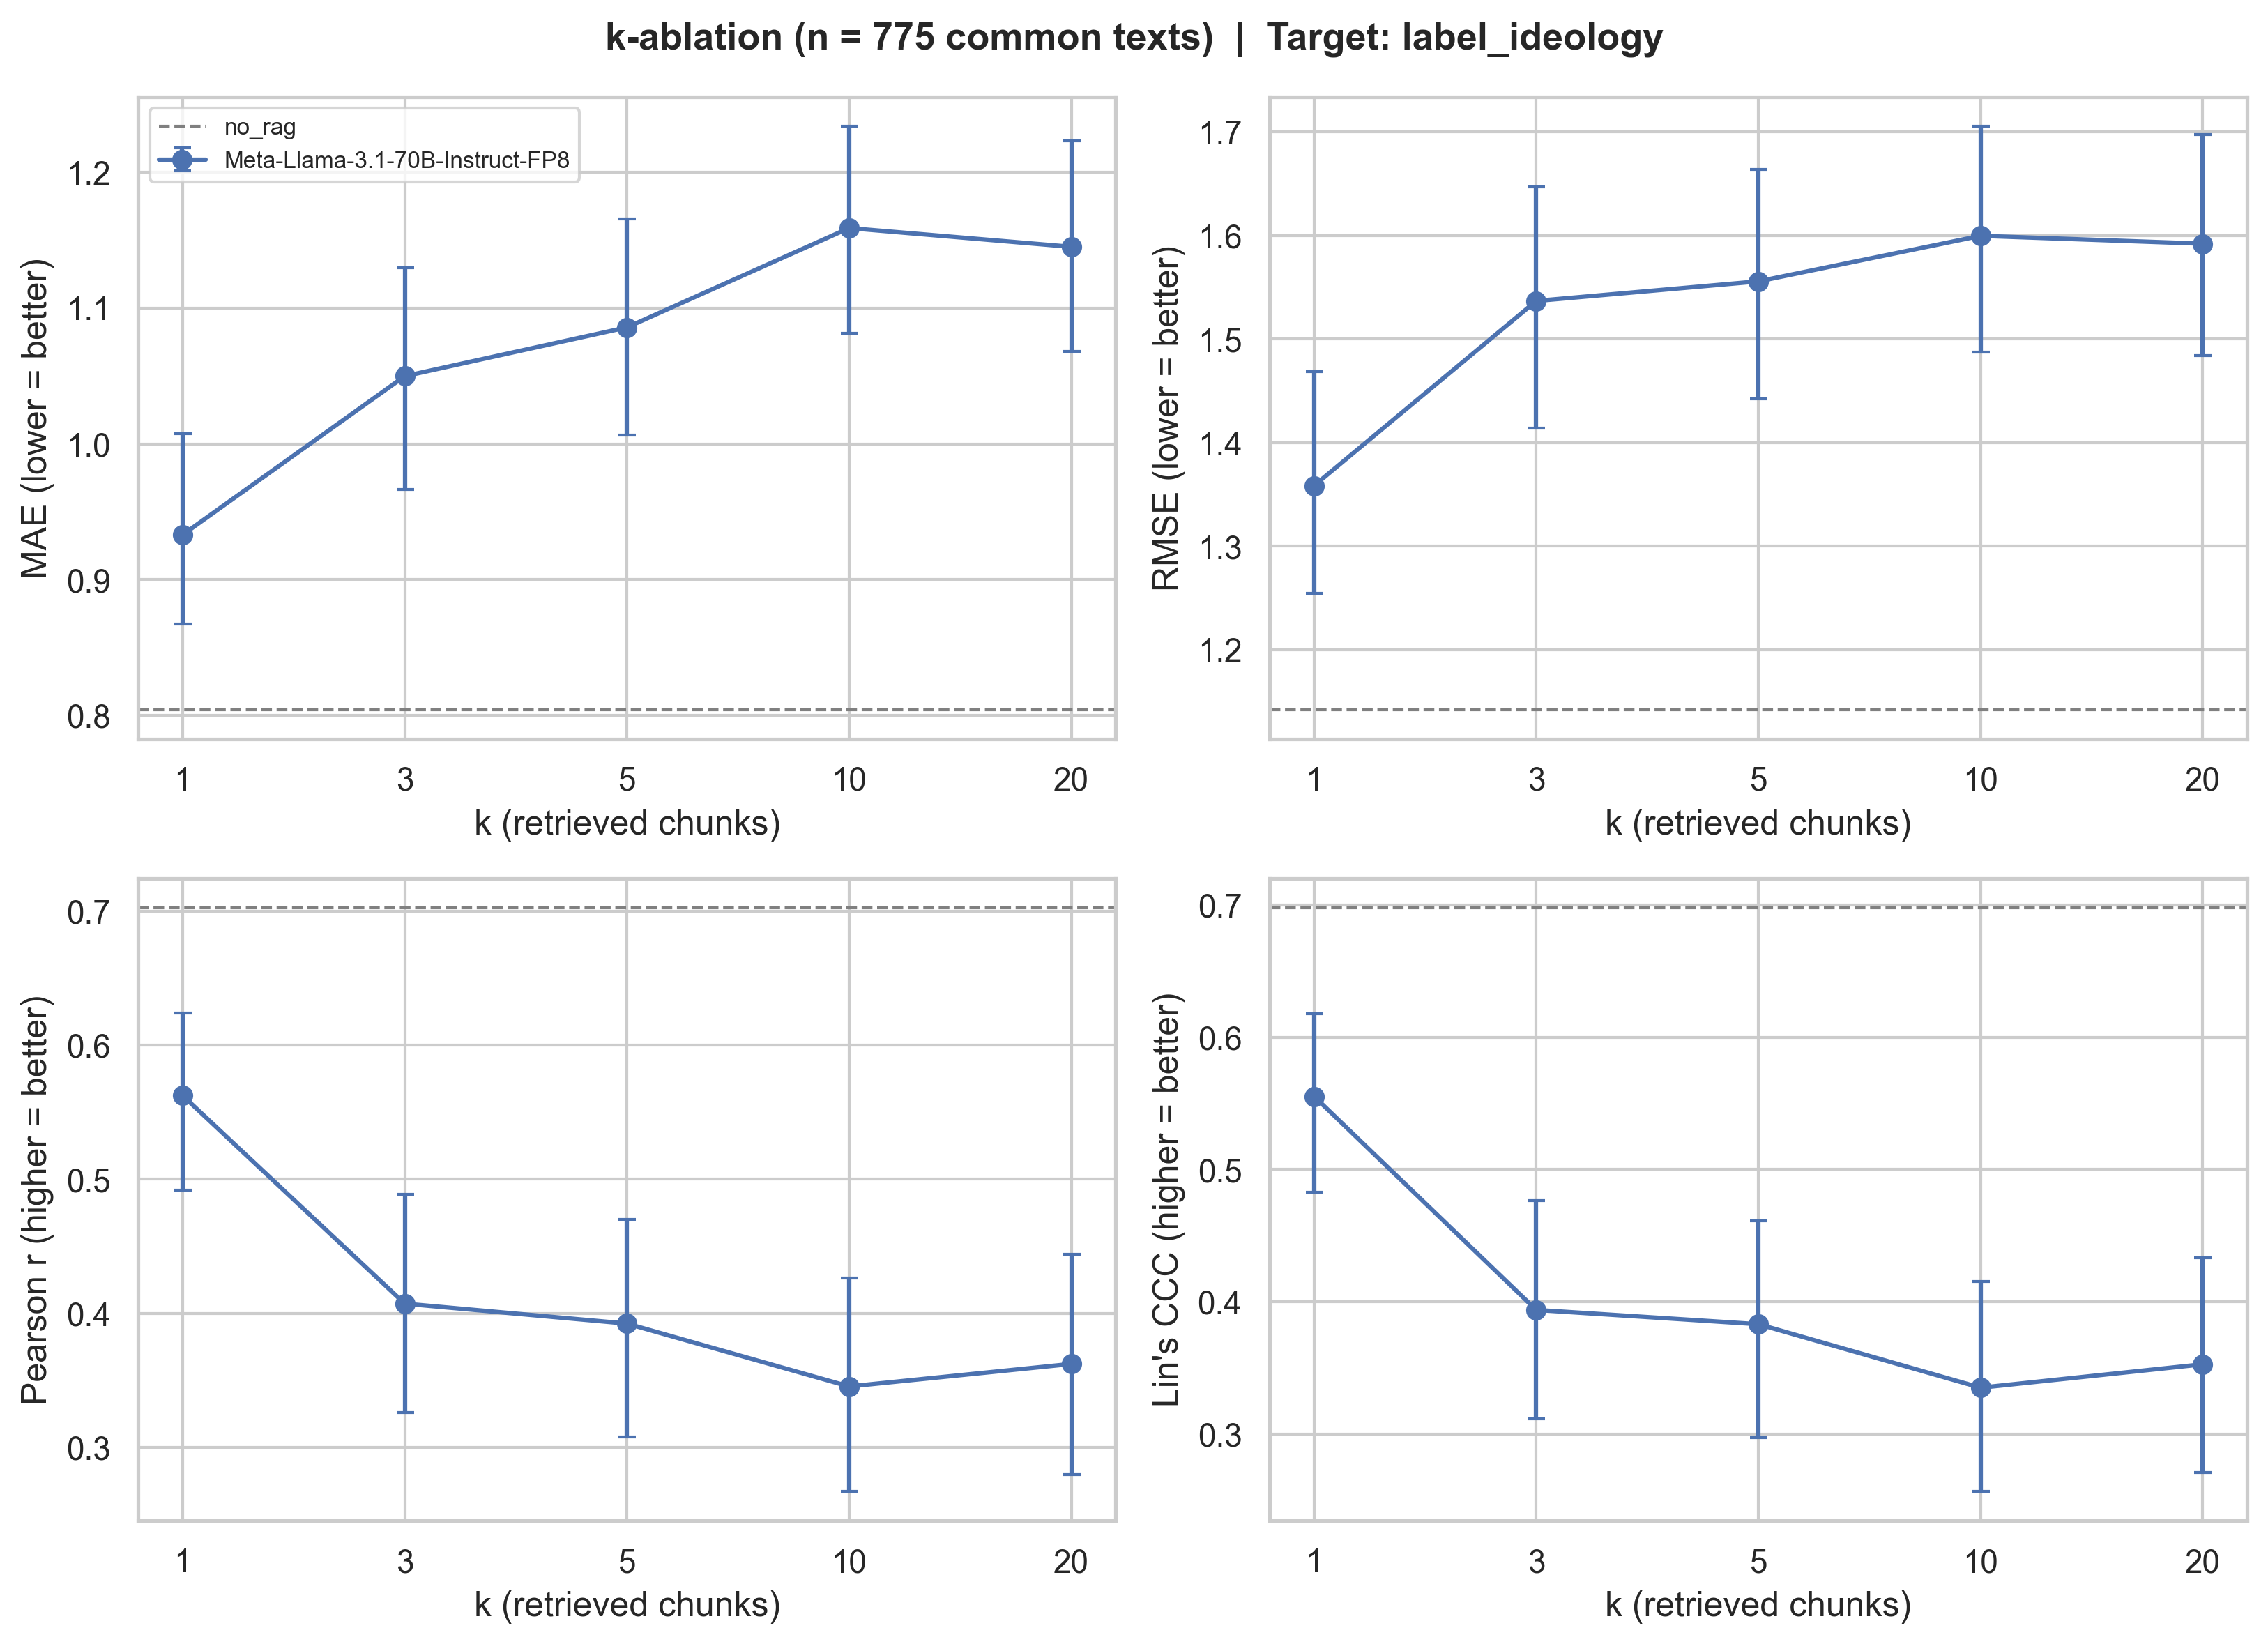 k-ablation (n = 775 common texts)  |  Target: label_ideology
no_rag
Meta-Llama-3.1-70B-Instruct-FP8
MAE (lower = better)
1.2
1.1
1.0
0.9
0.8
1 3 5 10 20
k (retrieved chunks)
RMSE (lower = better)
1.7
1.6
1.5
1.4
1.3
1.2
1 3 5 10 20
k (retrieved chunks)
Pearson r (higher = better)
0.7
0.6
0.5
0.4
0.3
1 3 5 10 20
k (retrieved chunks)
Lin's CCC (higher = better)
0.7
0.6
0.5
0.4
0.3
1 3 5 10 20
k (retrieved chunks)